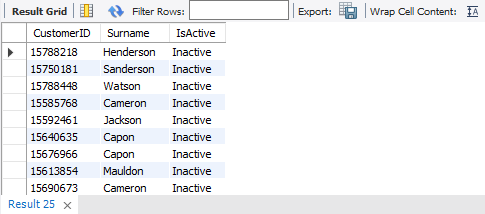 Result Grid Filter Rows: Export: Wrap Cell Content:
CustomerID Surname IsActive
15788218 Henderson Inactive
15750181 Sanderson Inactive
15788448 Watson Inactive
15585768 Cameron Inactive
15592461 Jackson Inactive
15640635 Capon Inactive
15676966 Capon Inactive
15613854 Mauldon Inactive
15690673 Cameron Inactive
Result 25 ×